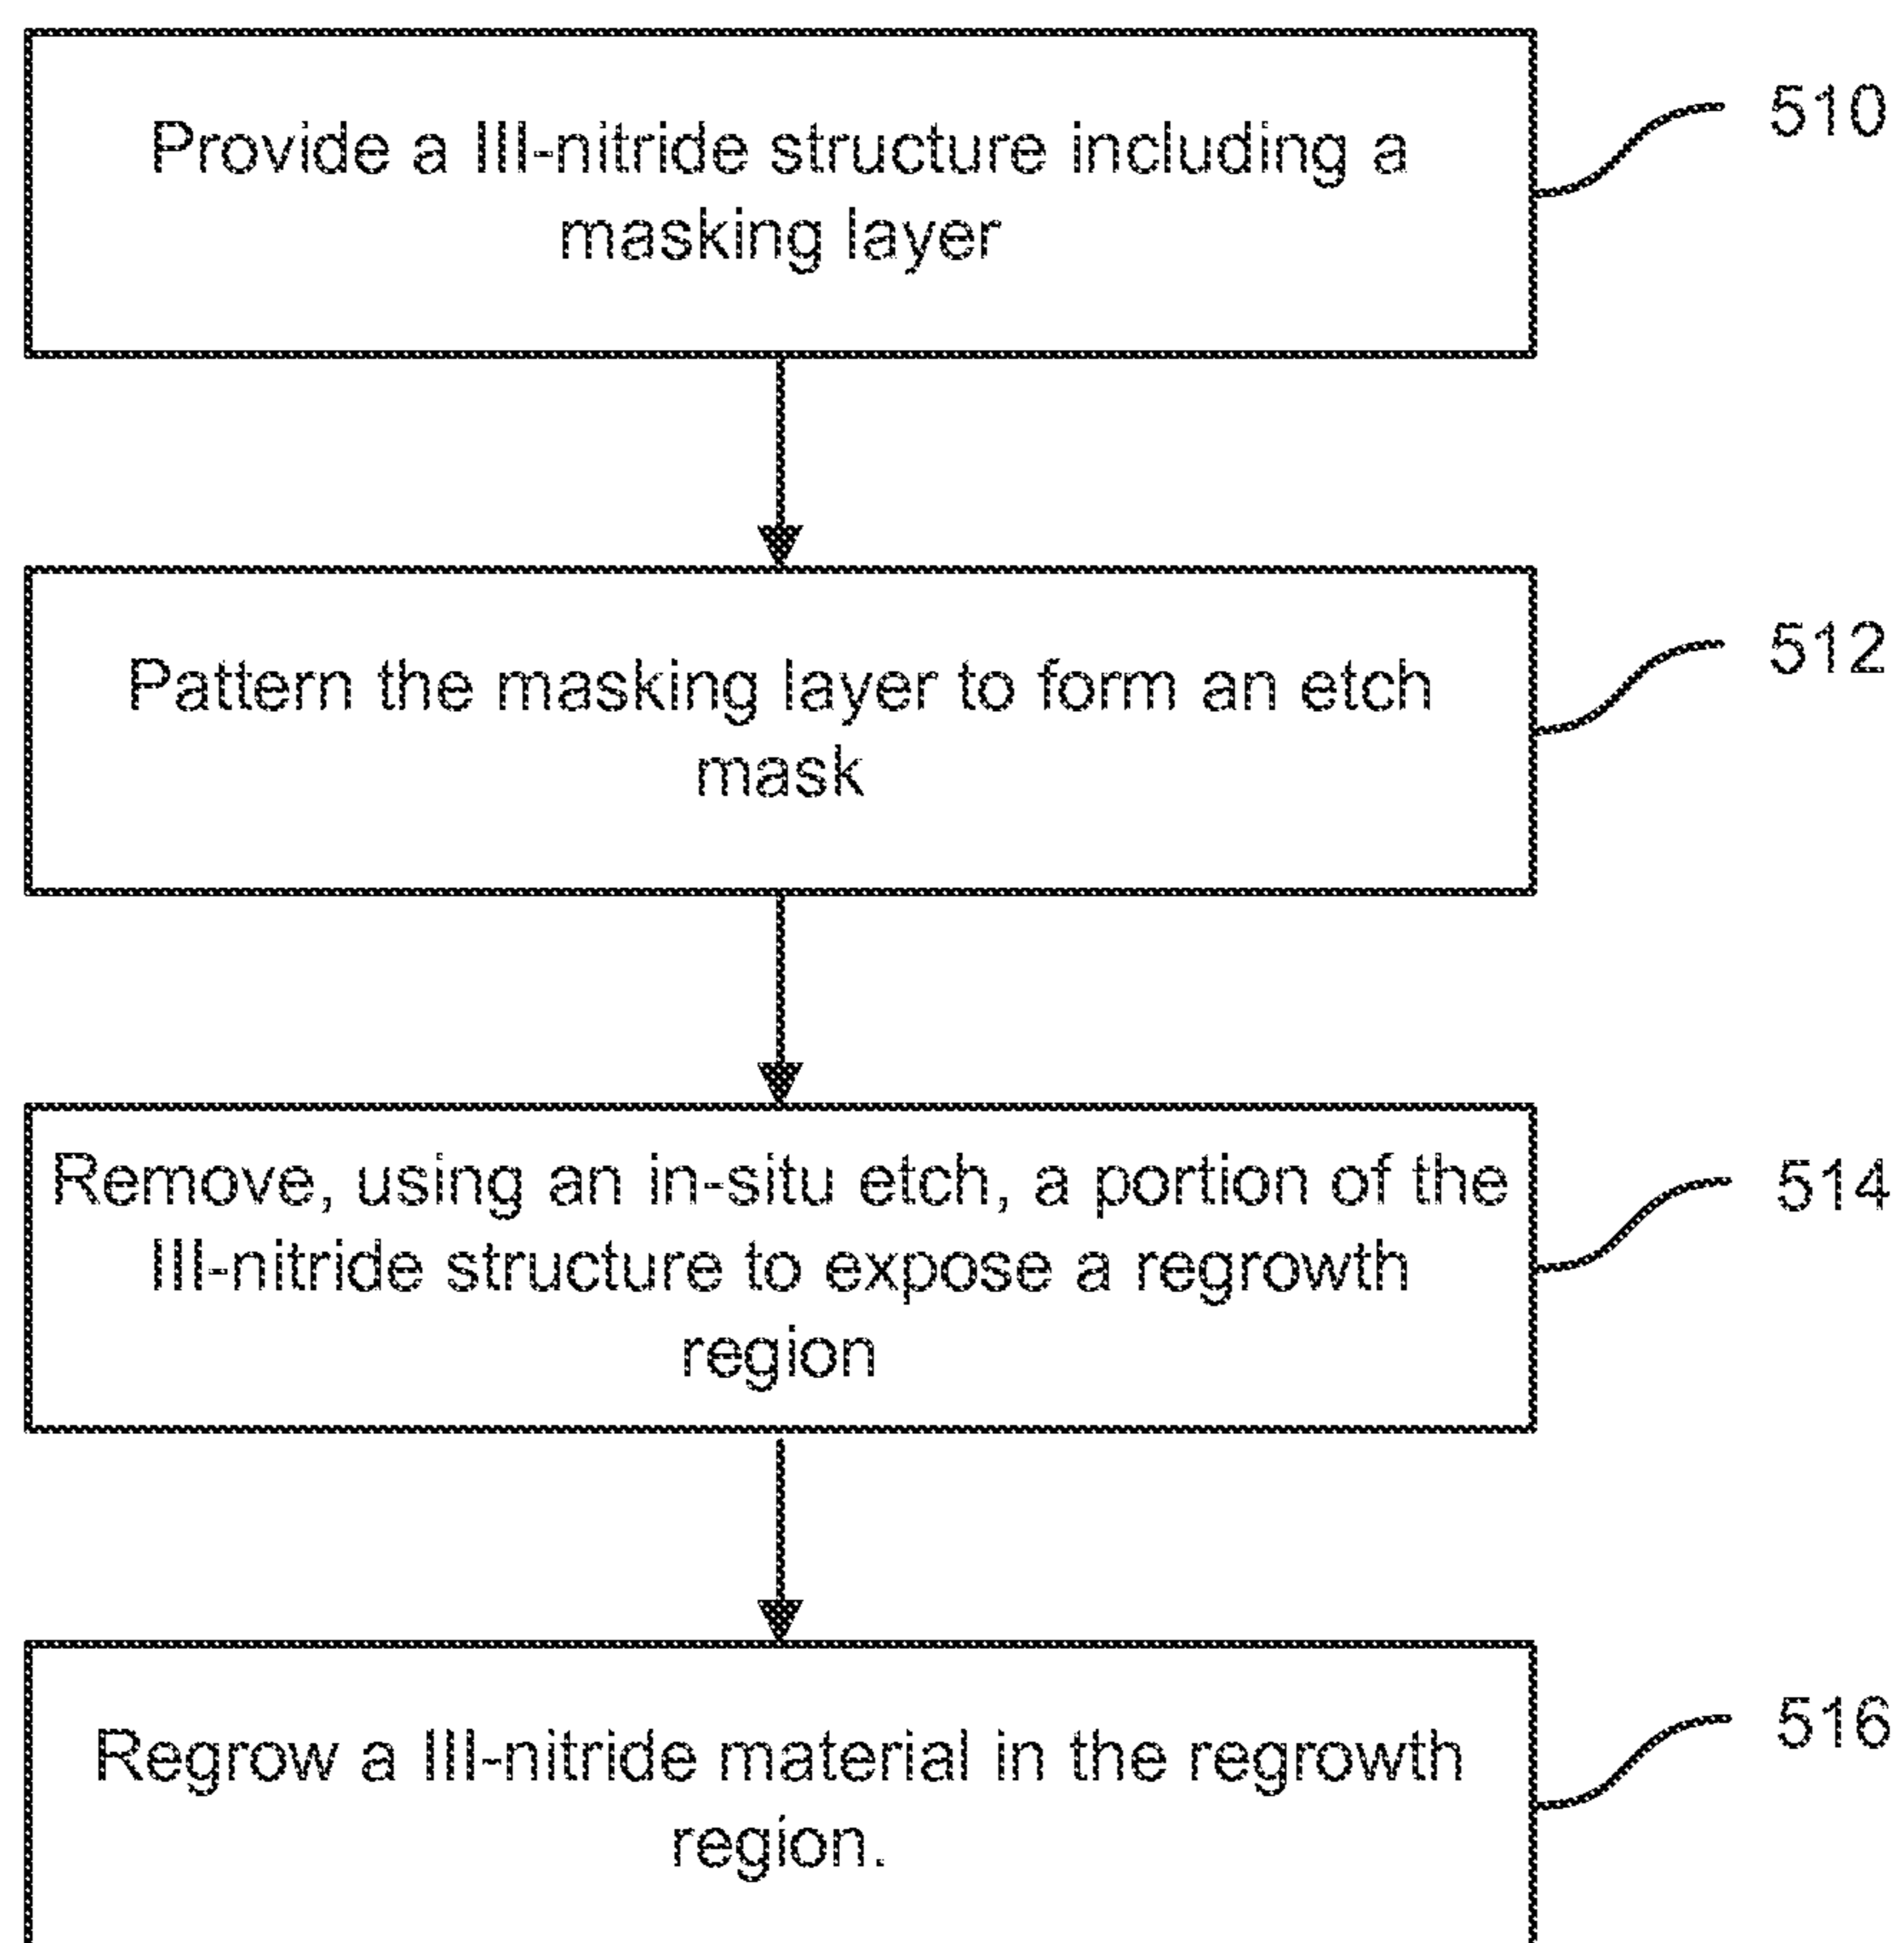 Provide a III-nitride structure including a
masking layer
510
Pattern the masking layer to form an etch
mask
512
Remove, using an in-situ etch, a portion of the
III-nitride structure to expose a regrowth
region
514
Regrow a III-nitride material in the regrowth
region.
516